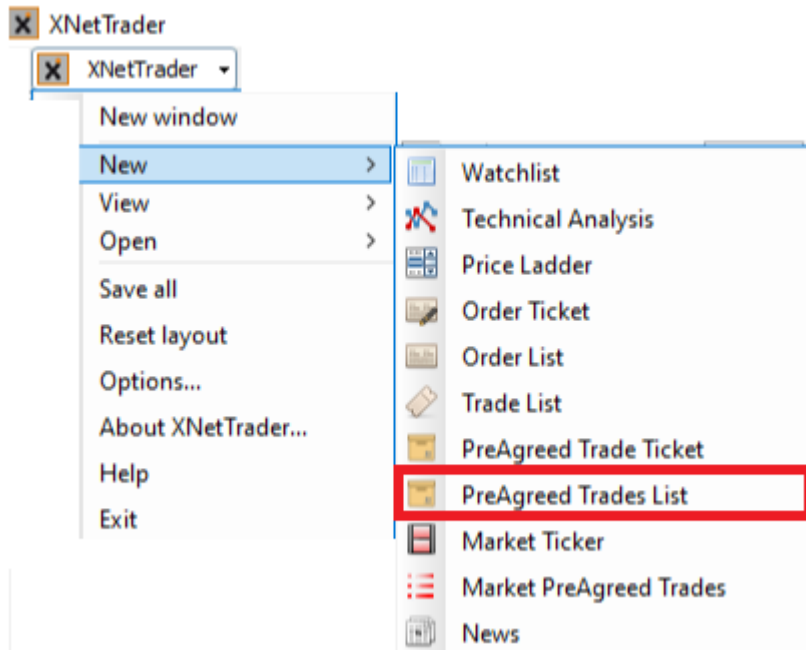 XNetTrader
XNetTrader
New window
New
View
Open
Save all
Reset layout
Options...
About XNetTrader...
Help
Exit
Watchlist
Technical Analysis
Price Ladder
Order Ticket
Order List
Trade List
PreAgreed Trade Ticket
PreAgreed Trades List
Market Ticker
Market PreAgreed Trades
News